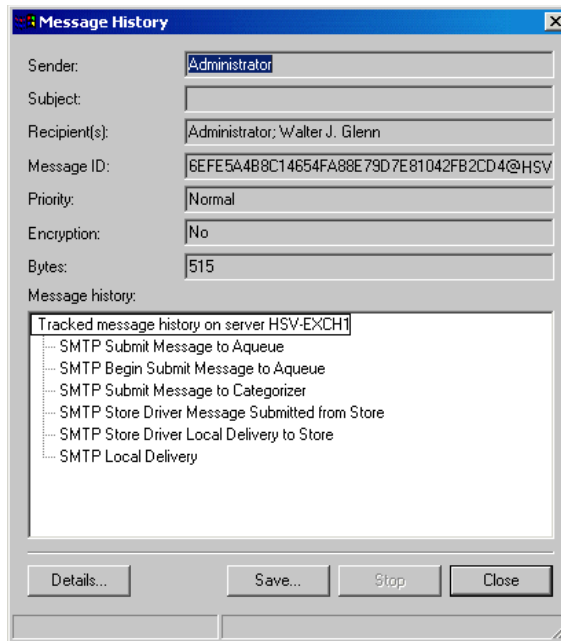 Message History
Sender: Administrator
Subject:
Recipient(s): Administrator; Walter J. Glenn
Message ID: 6EFE5A4B8C14654FA88E79D7E81042FB2CD4@HSV
Priority: Normal
Encryption: No
Bytes: 515
Message history:
Tracked message history on server HSV-EXCH1
SMTP Submit Message to Aqueue
SMTP Begin Submit Message to Aqueue
SMTP Submit Message to Categorizer
SMTP Store Driver Message Submitted from Store
SMTP Store Driver Local Delivery to Store
SMTP Local Delivery
Details... Save... Stop Close